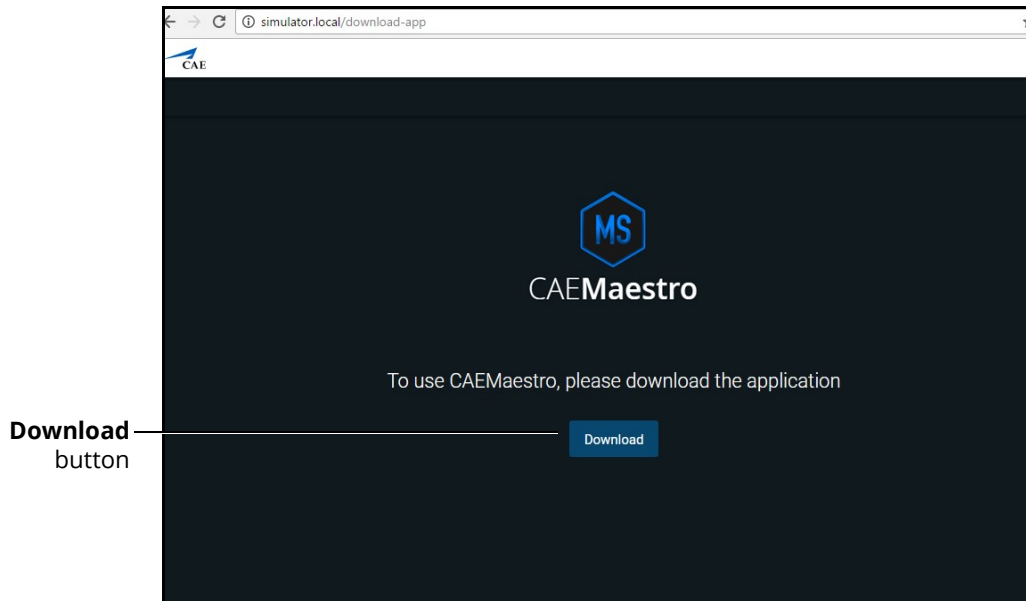 simulator.local/download-app
CAE
MS
CAEMaestro
To use CAEMaestro, please download the application
Download
button
Download